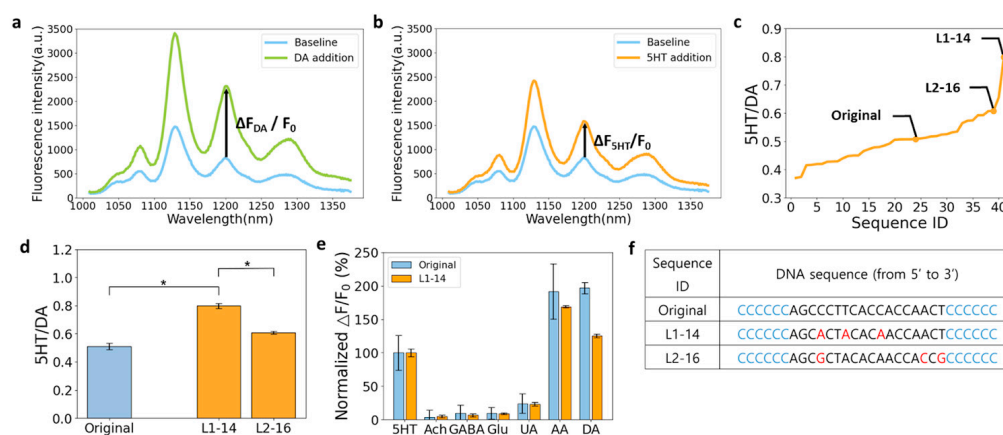 a
Fluorescence intensity(a.u.)
3500
3000
2500
2000
1500
1000
500
0
Baseline
DA addition
ΔF_DA / F_0
1000 1050 1100 1150 1200 1250 1300 1350
Wavelength(nm)
b
Fluorescence intensity(a.u.)
3500
3000
2500
2000
1500
1000
500
0
Baseline
5HT addition
ΔF_5HT/F_0
1000 1050 1100 1150 1200 1250 1300 1350
Wavelength(nm)
c
5HT/DA
0.9
0.8
0.7
0.6
0.5
0.4
0.3
L1-14
L2-16
Original
0 10 20 30 40
Sequence ID
d
5HT/DA
1.2
1.0
0.8
0.6
0.4
0.2
0.0
*
*
Original L1-14 L2-16
e
Normalized △F/F_0 (%)
250
200
150
100
50
0
Original
L1-14
5HT Ach GABA Glu UA AA DA
f
Sequence ID
DNA sequence (from 5' to 3')
Original CCCCCCAGCCCTTCACCACCAACTCCCCCC
L1-14 CCCCCCAGCACTACACAACCAACTCCCCCC
L2-16 CCCCCCAGCGCTACACAACCACCGCCCCCC